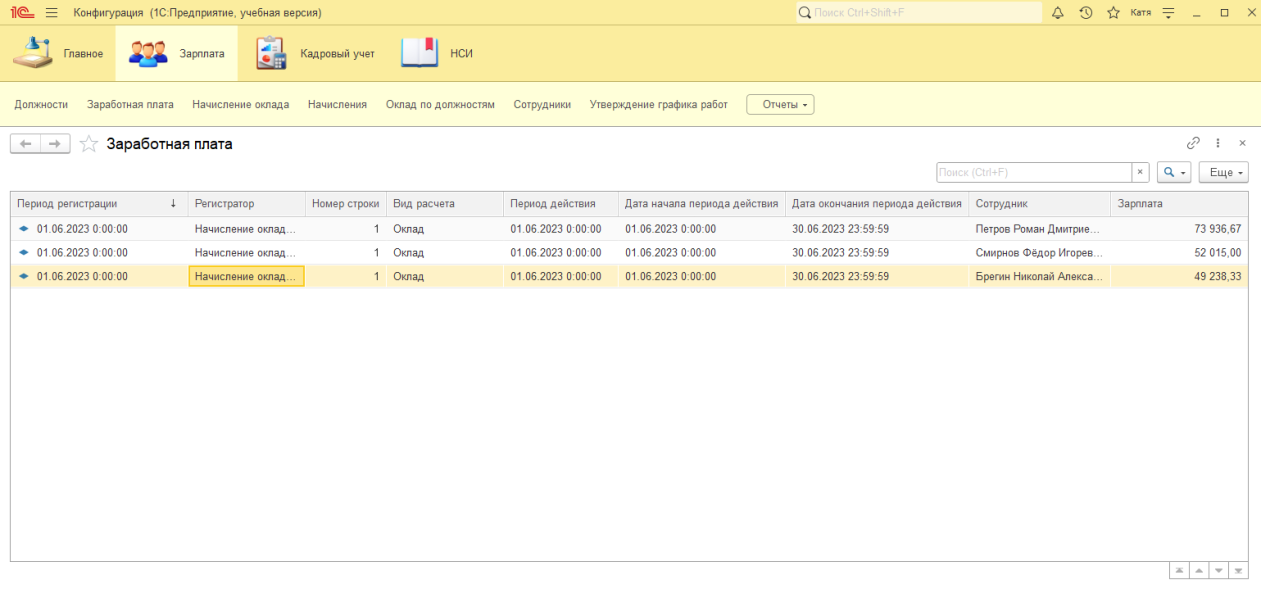 1С Конфигурация (1С:Предприятие, учебная версия) Поиск Ctrl+Shift+F Катя
Главное Зарплата Кадровый учет НСИ
Должности Заработная плата Начисление оклада Начисления Оклад по должностям Сотрудники Утверждение графика работ Отчеты
Заработная плата
Поиск (Ctrl+F) × Еще
Период регистрации ↓ Регистратор Номер строки Вид расчета Период действия Дата начала периода действия Дата окончания периода действия Сотрудник Зарплата
01.06.2023 0:00:00 Начисление оклад... 1 Оклад 01.06.2023 0:00:00 01.06.2023 0:00:00 30.06.2023 23:59:59 Петров Роман Дмитрие... 73 936,67
01.06.2023 0:00:00 Начисление оклад... 1 Оклад 01.06.2023 0:00:00 01.06.2023 0:00:00 30.06.2023 23:59:59 Смирнов Фёдор Игорев... 52 015,00
01.06.2023 0:00:00 Начисление оклад... 1 Оклад 01.06.2023 0:00:00 01.06.2023 0:00:00 30.06.2023 23:59:59 Брегин Николай Алекса... 49 238,33